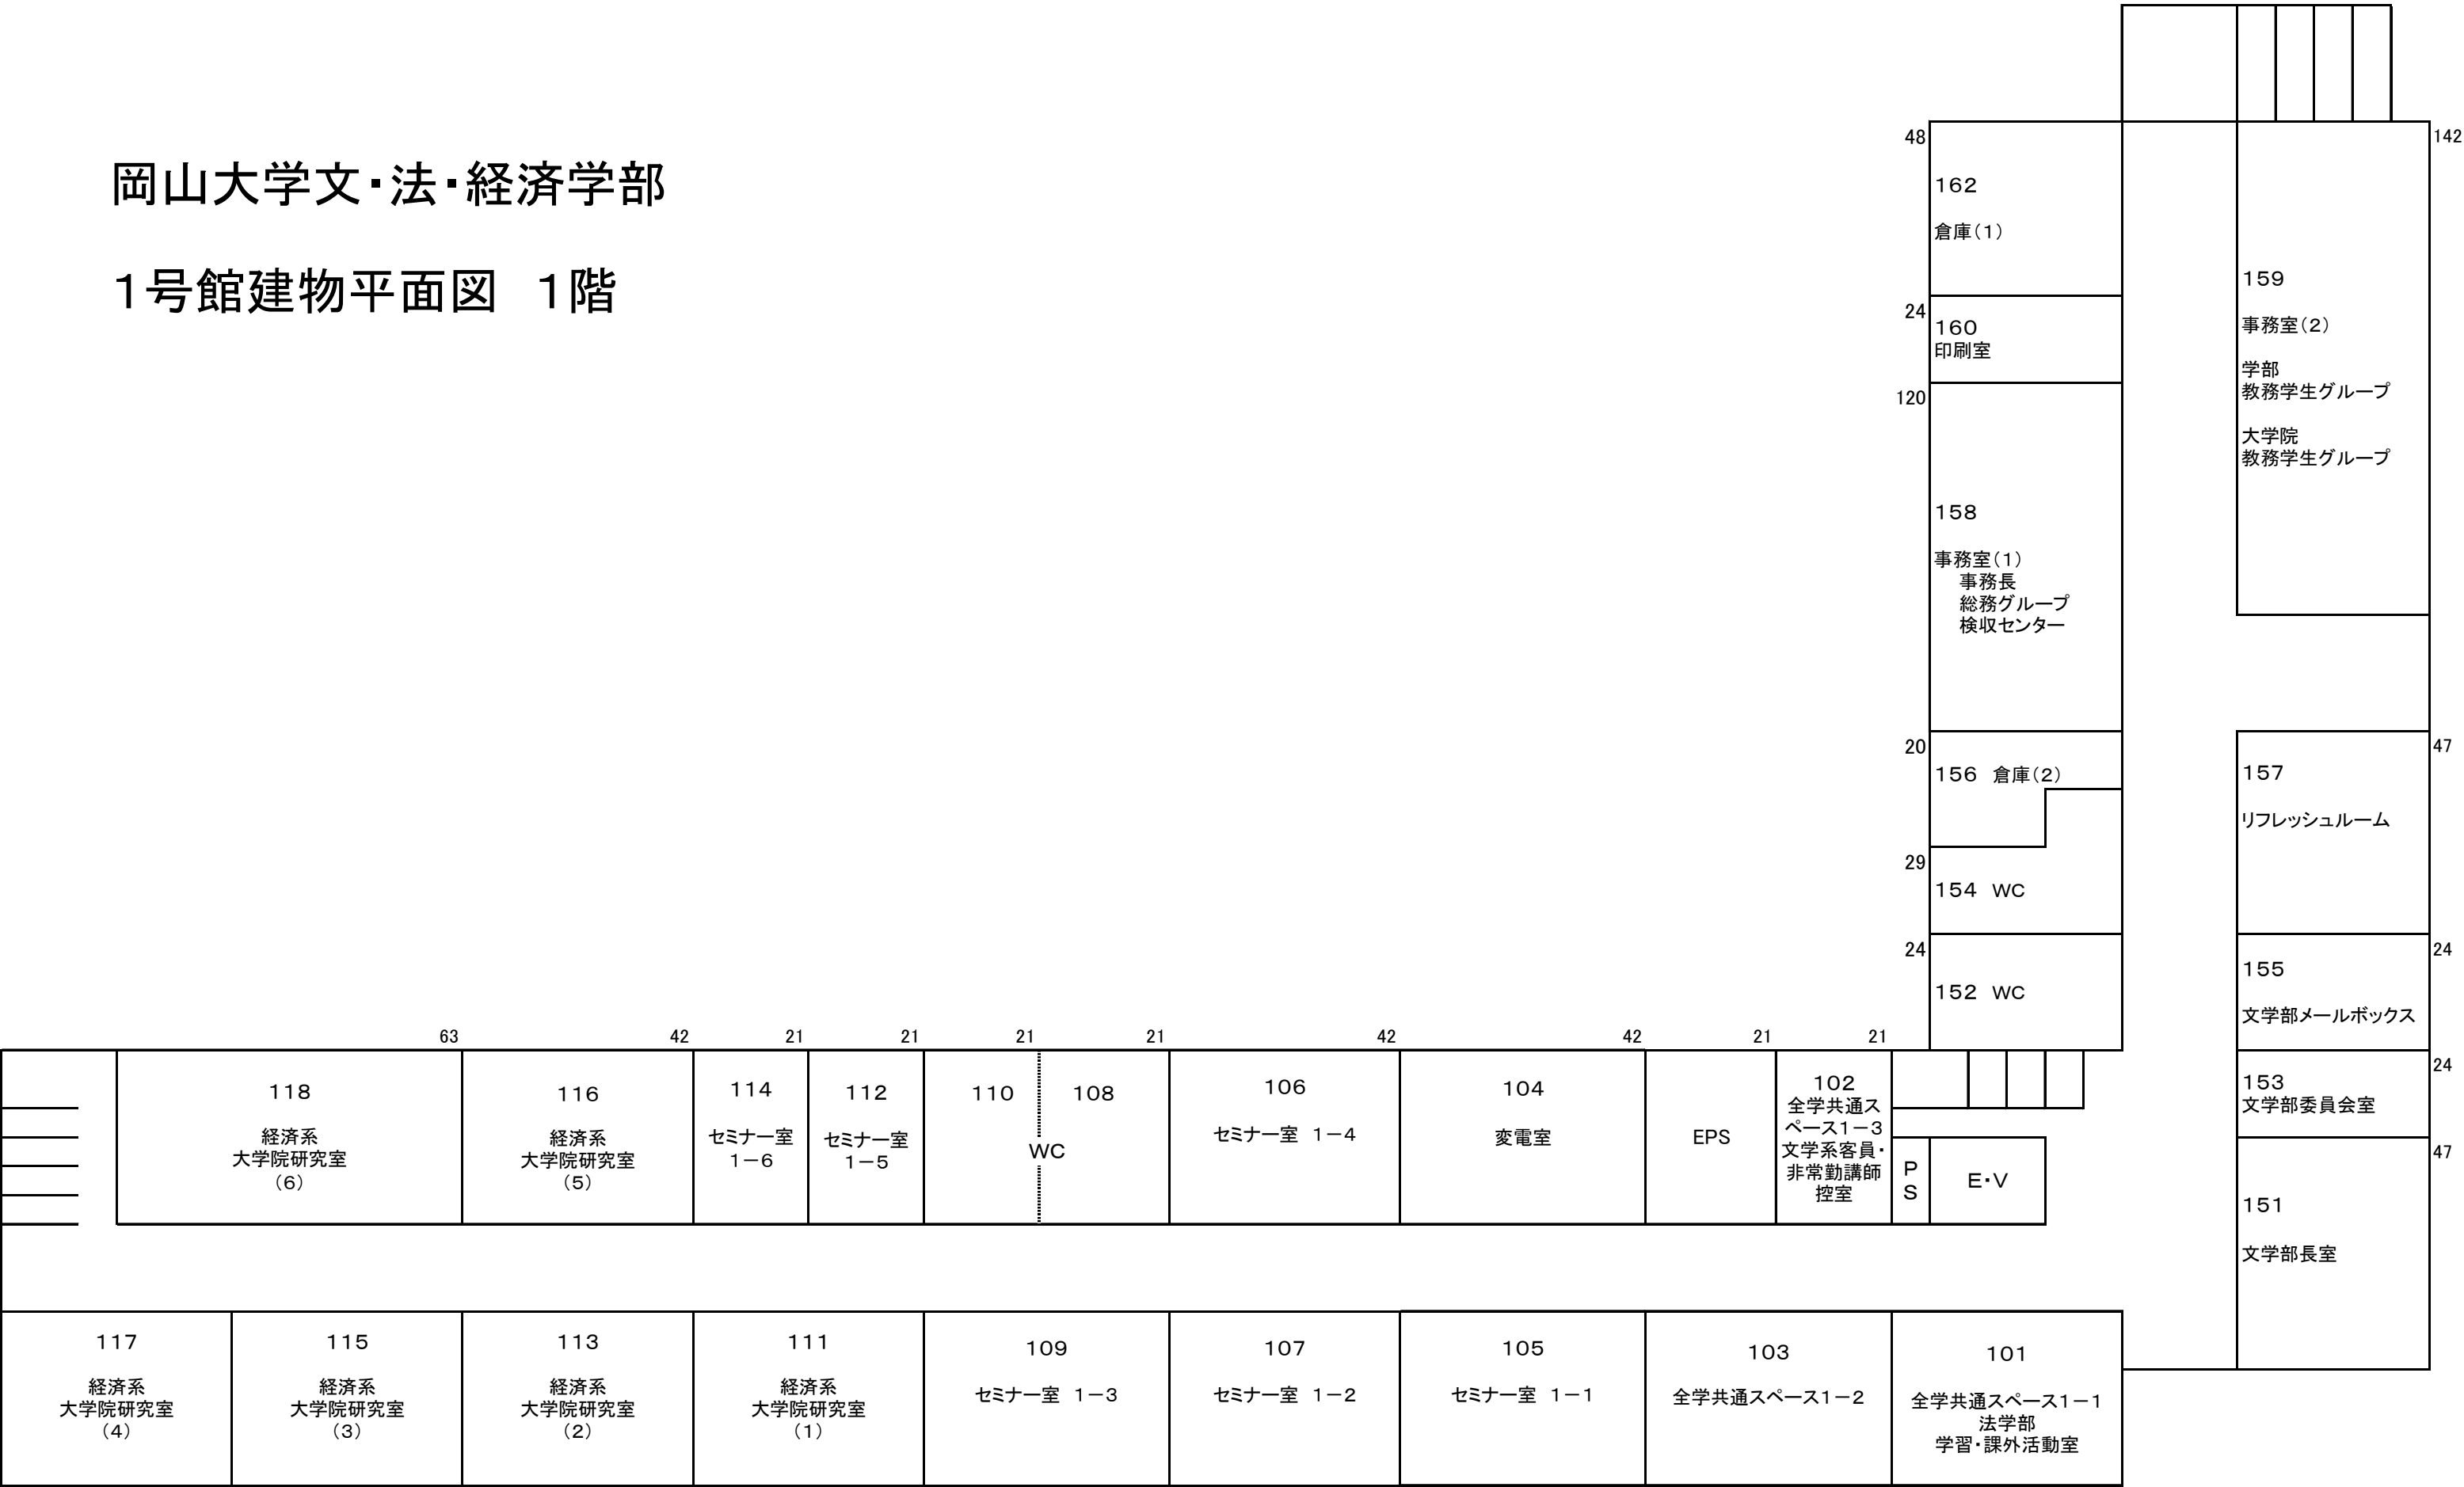 岡山大学文・法・経済学部
1号館建物平面図　1階
48
162
倉庫(1)
24
160
印刷室
120
158
事務室(1)
事務長
総務グループ
検収センター
20
156　倉庫(2)
29
154　WC
24
152　WC
142
159
事務室(2)
学部
教務学生グループ
大学院
教務学生グループ
47
157
リフレッシュルーム
24
155
文学部メールボックス
24
153
文学部委員会室
47
151
文学部長室
63
118
経済系
大学院研究室
(6)
42
116
経済系
大学院研究室
(5)
21
114
セミナー室
1－6
21
112
セミナー室
1－5
21
110
21
108
WC
42
106
セミナー室　1－4
42
104
変電室
21
EPS
21
102
全学共通ス
ペース1－3
文学系客員・
非常勤講師
控室
P
S
E・V
117
経済系
大学院研究室
(4)
115
経済系
大学院研究室
(3)
113
経済系
大学院研究室
(2)
111
経済系
大学院研究室
(1)
109
セミナー室　1－3
107
セミナー室　1－2
105
セミナー室　1－1
103
全学共通スペース1－2
101
全学共通スペース1－1
法学部
学習・課外活動室